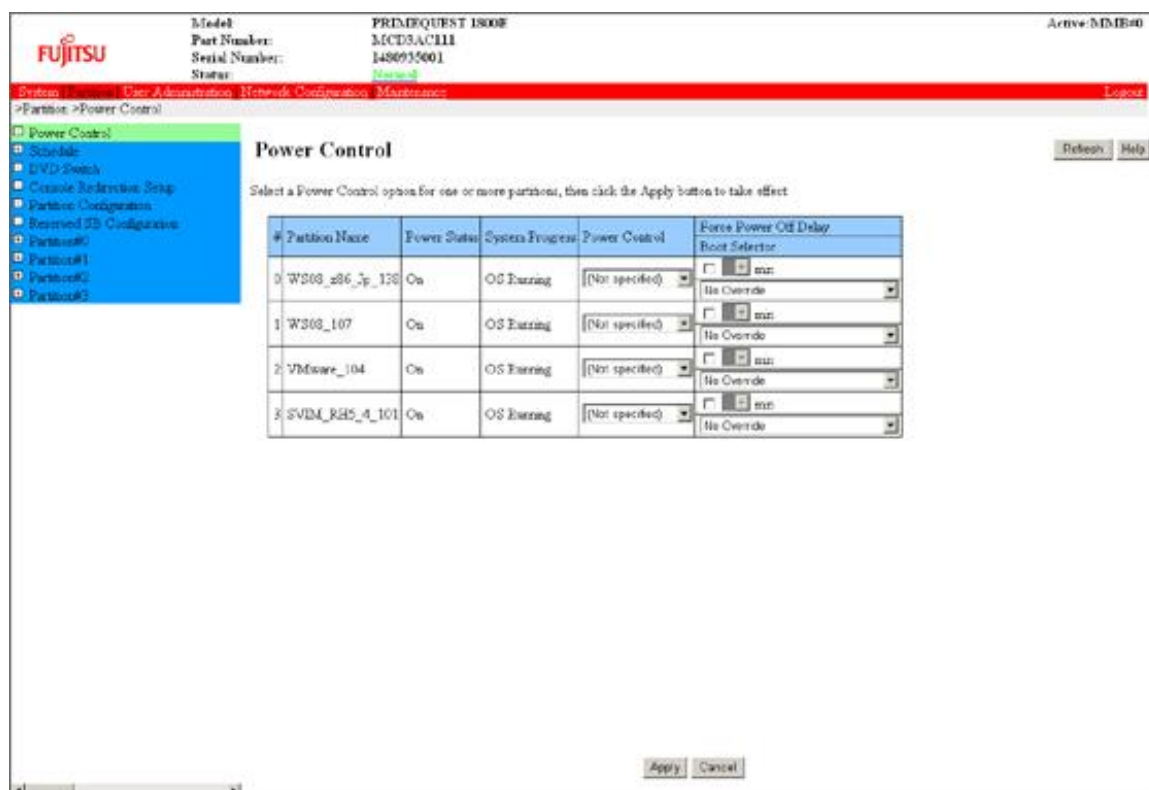 FUJITSU
Model: PRIMEQUEST 1800E
Part Number: MCD3AC111
Serial Number: 1480935001
Status: Normal
Active:MMB#0
System Partition User Administration Network Configuration Maintenance Logout
>Partition >Power Control
Power Control
Schedule
DVD Switch
Console Redirection Setup
Partition Configuration
Reserved SB Configuration
Partition#0
Partition#1
Partition#2
Partition#3
Power Control
Refresh Help
Select a Power Control option for one or more partitions, then click the Apply button to take effect
# Partition Name Power Status System Progress Power Control Force Power Off Delay
Boot Selector
0 WS08_x86_Jp_138 On OS Running (Not specified) min
No Override
1 WS08_107 On OS Running (Not specified) min
No Override
2 VMware_104 On OS Running (Not specified) min
No Override
3 SVIM_RH5_4_101 On OS Running (Not specified) min
No Override
Apply Cancel